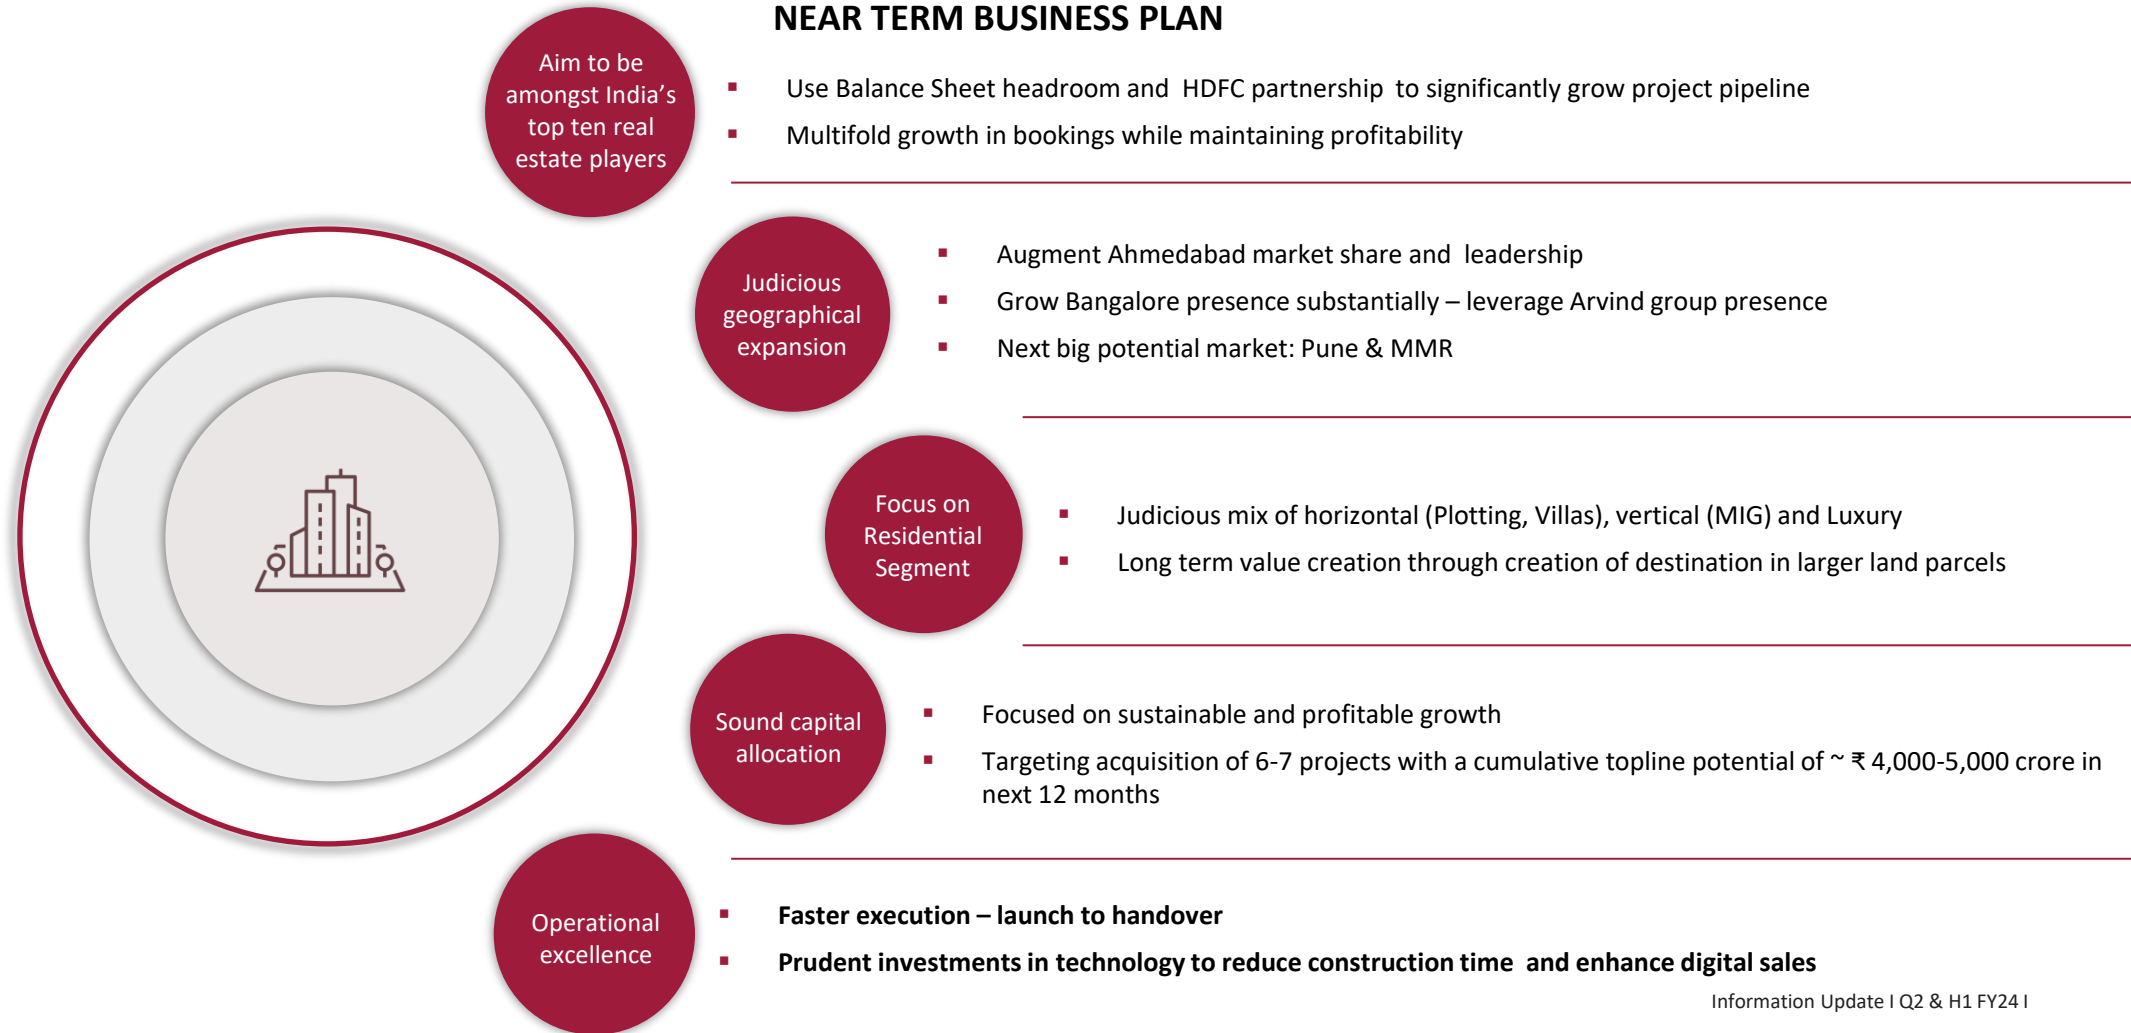 NEAR TERM BUSINESS PLAN
Aim to be
amongst India's
top ten real
estate players
▪ Use Balance Sheet headroom and HDFC partnership to significantly grow project pipeline
▪ Multifold growth in bookings while maintaining profitability
Judicious
geographical
expansion
▪ Augment Ahmedabad market share and leadership
▪ Grow Bangalore presence substantially – leverage Arvind group presence
▪ Next big potential market: Pune & MMR
Focus on
Residential
Segment
▪ Judicious mix of horizontal (Plotting, Villas), vertical (MIG) and Luxury
▪ Long term value creation through creation of destination in larger land parcels
Sound capital
allocation
▪ Focused on sustainable and profitable growth
▪ Targeting acquisition of 6-7 projects with a cumulative topline potential of ~ ₹ 4,000-5,000 crore in
next 12 months
Operational
excellence
▪ Faster execution – launch to handover
▪ Prudent investments in technology to reduce construction time and enhance digital sales
Information Update I Q2 & H1 FY24 I